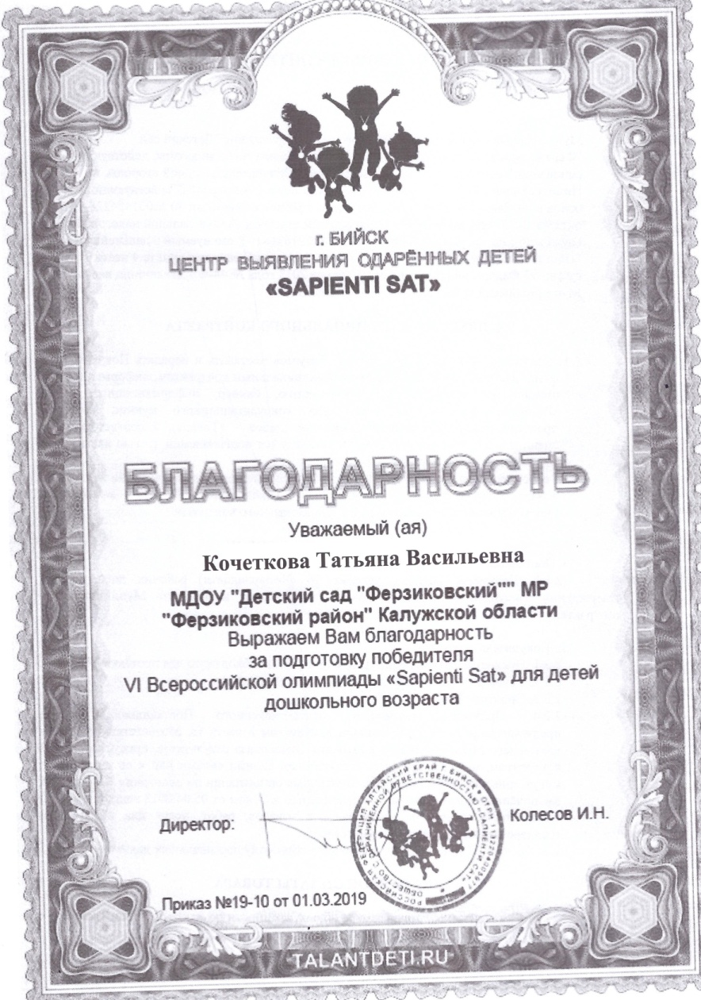 г. БИЙСК
ЦЕНТР ВЫЯВЛЕНИЯ ОДАРЁННЫХ ДЕТЕЙ
«SAPIENTI SAT»
БЛАГОДАРНОСТЬ
Уважаемый (ая)
Кочеткова Татьяна Васильевна
МДОУ "Детский сад "Ферзиковский"" МР
"Ферзиковский район" Калужской области
Выражаем Вам благодарность
за подготовку победителя
VI Всероссийской олимпиады «Sapienti Sat» для детей
дошкольного возраста
Директор:
РОССИЙСКАЯ ФЕДЕРАЦИЯ АЛТАЙСКИЙ КРАЙ Г. БИЙСК
ОБЩЕСТВО С ОГРАНИЧЕННОЙ ОТВЕТСТВЕННОСТЬЮ «САПИЕНТИ САТ»
Колесов И.Н.
Приказ №19-10 от 01.03.2019
TALANTDETI.RU